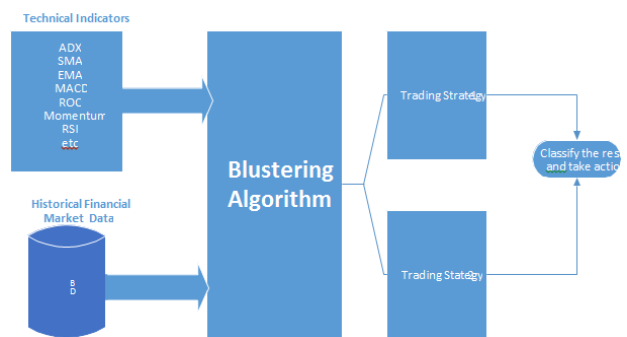 Technical Indicators
ADX
SMA
EMA
MACD
ROC
Momentum
RSI
etc
Historical Financial
Market Data
B
D
Blustering
Algorithm
Trading Strategy
Trading Stategy
Classify the res
and take actio